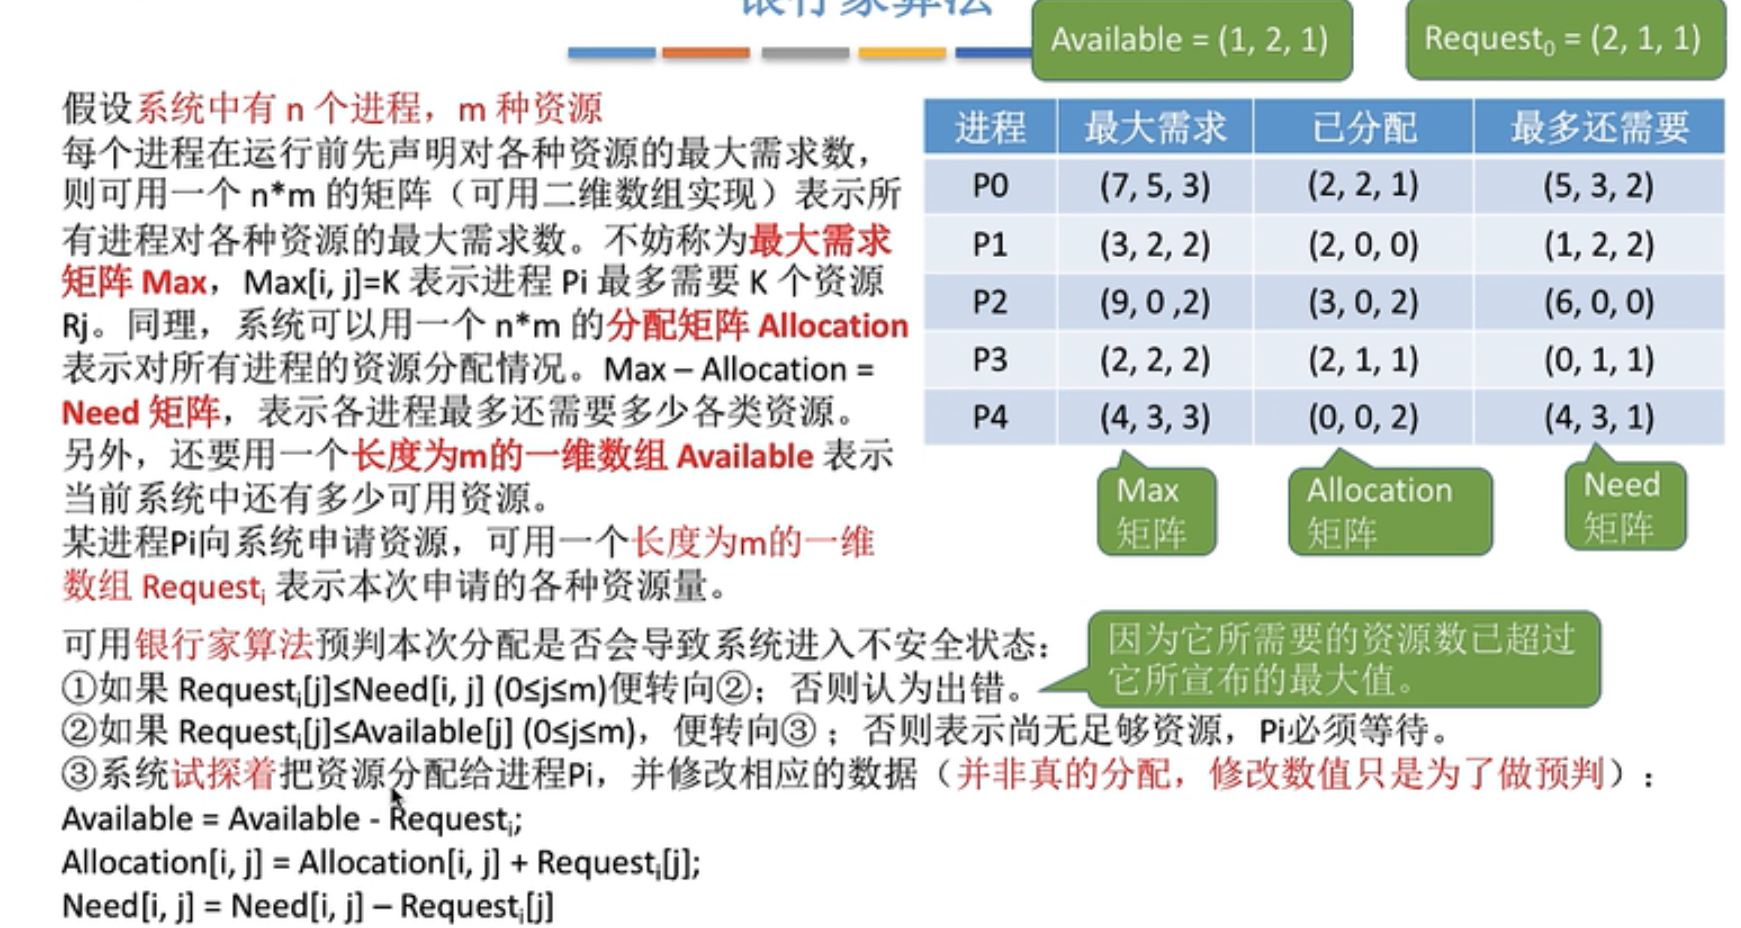 银行家算法
Available = (1, 2, 1)
Request₀ = (2, 1, 1)
假设系统中有 n 个进程，m 种资源
每个进程在运行前先声明对各种资源的最大需求数，
则可用一个 n*m 的矩阵（可用二维数组实现）表示所
有进程对各种资源的最大需求数。不妨称为最大需求
矩阵 Max，Max[i, j]=K 表示进程 Pi 最多需要 K 个资源
Rj。同理，系统可以用一个 n*m 的分配矩阵 Allocation
表示对所有进程的资源分配情况。Max – Allocation =
Need 矩阵，表示各进程最多还需要多少各类资源。
另外，还要用一个长度为m的一维数组 Available 表示
当前系统中还有多少可用资源。
某进程Pi向系统申请资源，可用一个长度为m的一维
数组 Requestᵢ 表示本次申请的各种资源量。
进程 最大需求 已分配 最多还需要
P0 (7, 5, 3) (2, 2, 1) (5, 3, 2)
P1 (3, 2, 2) (2, 0, 0) (1, 2, 2)
P2 (9, 0 ,2) (3, 0, 2) (6, 0, 0)
P3 (2, 2, 2) (2, 1, 1) (0, 1, 1)
P4 (4, 3, 3) (0, 0, 2) (4, 3, 1)
Max
矩阵
Allocation
矩阵
Need
矩阵
可用银行家算法预判本次分配是否会导致系统进入不安全状态：
①如果 Requestᵢ[j]≤Need[i, j] (0≤j≤m)便转向②；否则认为出错。
因为它所需要的资源数已超过
它所宣布的最大值。
②如果 Requestᵢ[j]≤Available[j] (0≤j≤m)，便转向③；否则表示尚无足够资源，Pi必须等待。
③系统试探着把资源分配给进程Pi，并修改相应的数据（并非真的分配，修改数值只是为了做预判）：
Available = Available - Requestᵢ;
Allocation[i, j] = Allocation[i, j] + Requestᵢ[j];
Need[i, j] = Need[i, j] – Requestᵢ[j]